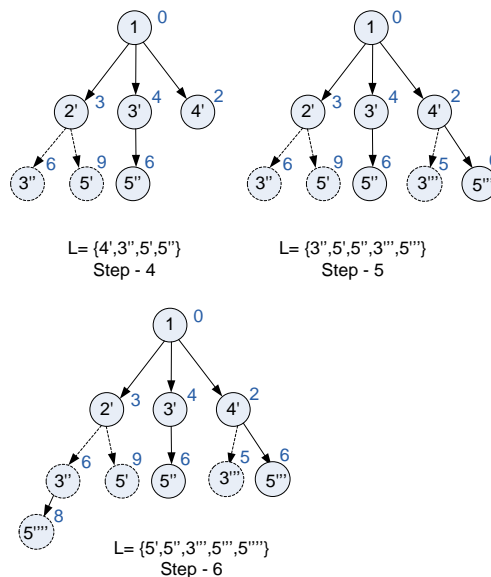 0
1
3 4 2
2' 3' 4'
6 9 6
3'' 5' 5''
L= {4',3'',5',5''}
Step - 4
0
1
3 4 2
2' 3' 4'
6 9 6 5
3'' 5' 5'' 3''' 5'''
L= {3'',5',5'',3''',5'''}
Step - 5
0
1
3 4 2
2' 3' 4'
6 9 6 5 6
3'' 5' 5'' 3''' 5'''
8
5''''
L= {5',5'',3''',5''',5''''}
Step - 6